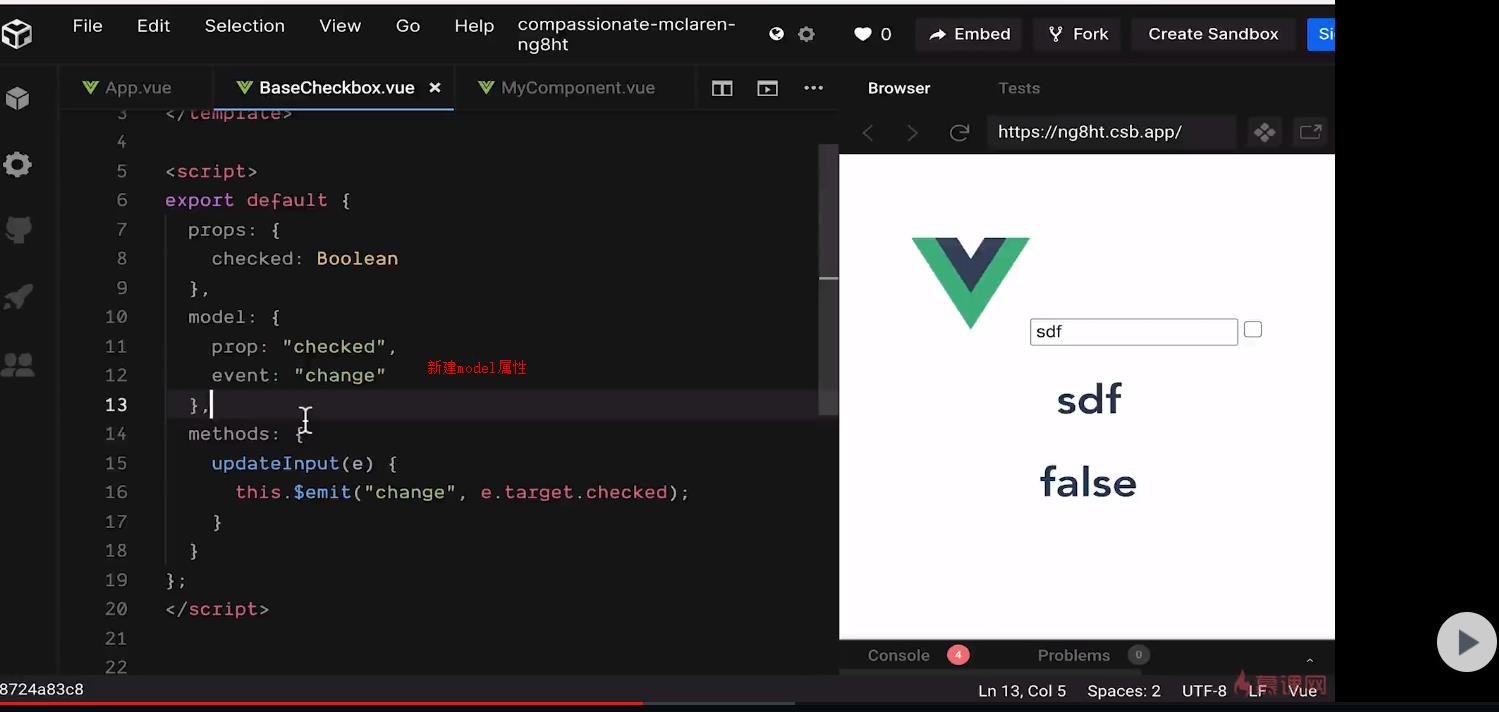 File Edit Selection View Go Help compassionate-mclaren-
ng8ht
0 Embed Fork Create Sandbox Si
App.vue BaseCheckbox.vue × MyComponent.vue ••• Browser Tests
https://ng8ht.csb.app/
3 </template>
4
5 <script>
6 export default {
7 props: {
8 checked: Boolean
9 },
10 model: {
11 prop: "checked",
12 event: "change" 新建model属性
13 },
14 methods: {
15 updateInput(e) {
16 this.$emit("change", e.target.checked);
17 }
18 }
19 };
20 </script>
21
22
sdf
sdf
false
Console 4 Problems 0
8724a83c8 Ln 13, Col 5 Spaces: 2 UTF-8 LF Vue
慕课网